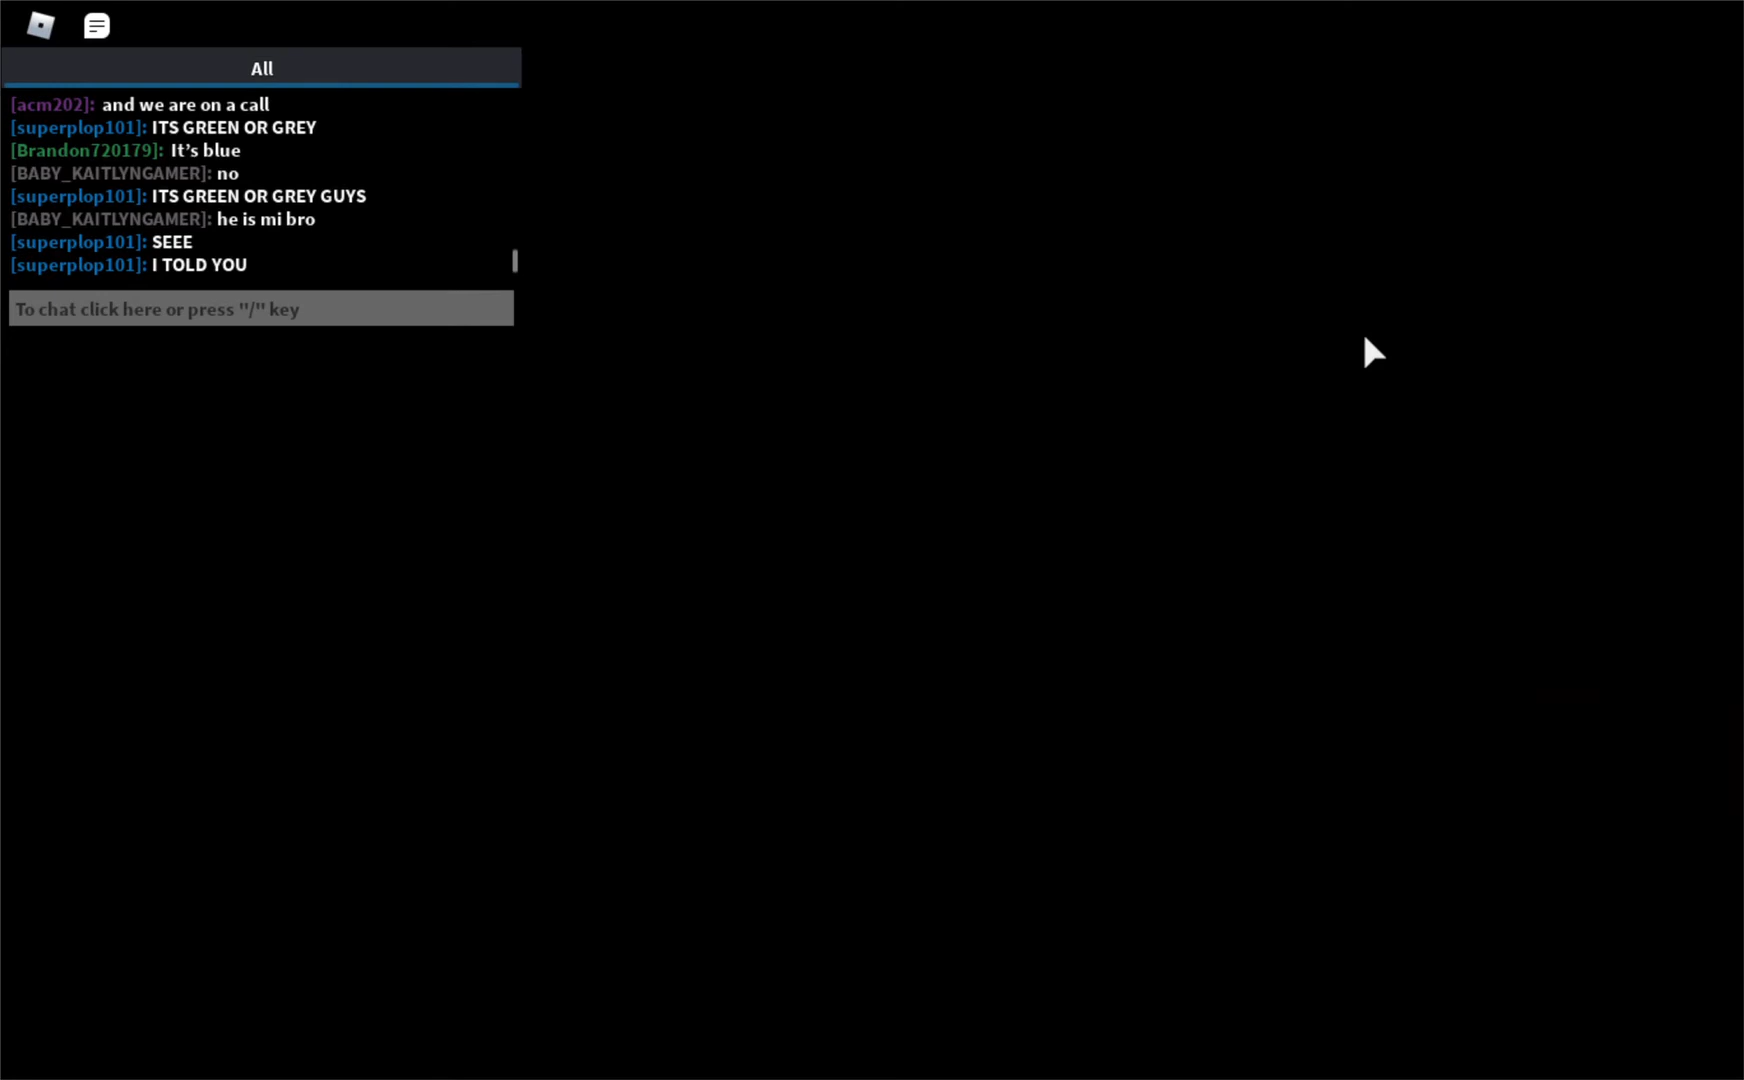 All
[acm202]: and we are on a call
[superplop101]: ITS GREEN OR GREY
[Brandon720179]: It’s blue
[BABY_KAITLYNGAMER]: no
[superplop101]: ITS GREEN OR GREY GUYS
[BABY_KAITLYNGAMER]: he is mi bro
[superplop101]: SEEE
[superplop101]: I TOLD YOU
To chat click here or press "/" key